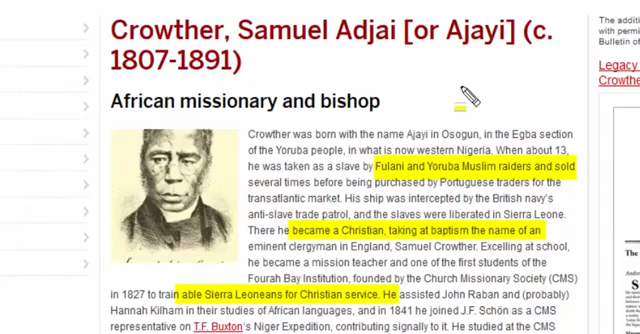 Crowther, Samuel Adjai [or Ajayi] (c.
1807-1891)
African missionary and bishop
Crowther was born with the name Ajayi in Osogun, in the Egba section
of the Yoruba people, in what is now western Nigeria. When about 13,
he was taken as a slave by Fulani and Yoruba Muslim raiders and sold
several times before being purchased by Portuguese traders for the
transatlantic market. His ship was intercepted by the British navy's
anti-slave trade patrol, and the slaves were liberated in Sierra Leone.
There he became a Christian, taking at baptism the name of an
eminent clergyman in England, Samuel Crowther. Excelling at school,
he became a mission teacher and one of the first students of the
Fourah Bay Institution, founded by the Church Missionary Society (CMS)
in 1827 to train able Sierra Leoneans for Christian service. He assisted John Raban and (probably)
Hannah Kilham in their studies of African languages, and in 1841 he joined J.F. Schön as a CMS
representative on T.F. Buxton's Niger Expedition, contributing signally to it. He studied at the CMS
The additi
with permi
Bulletin of
Legacy
Crowthe
The